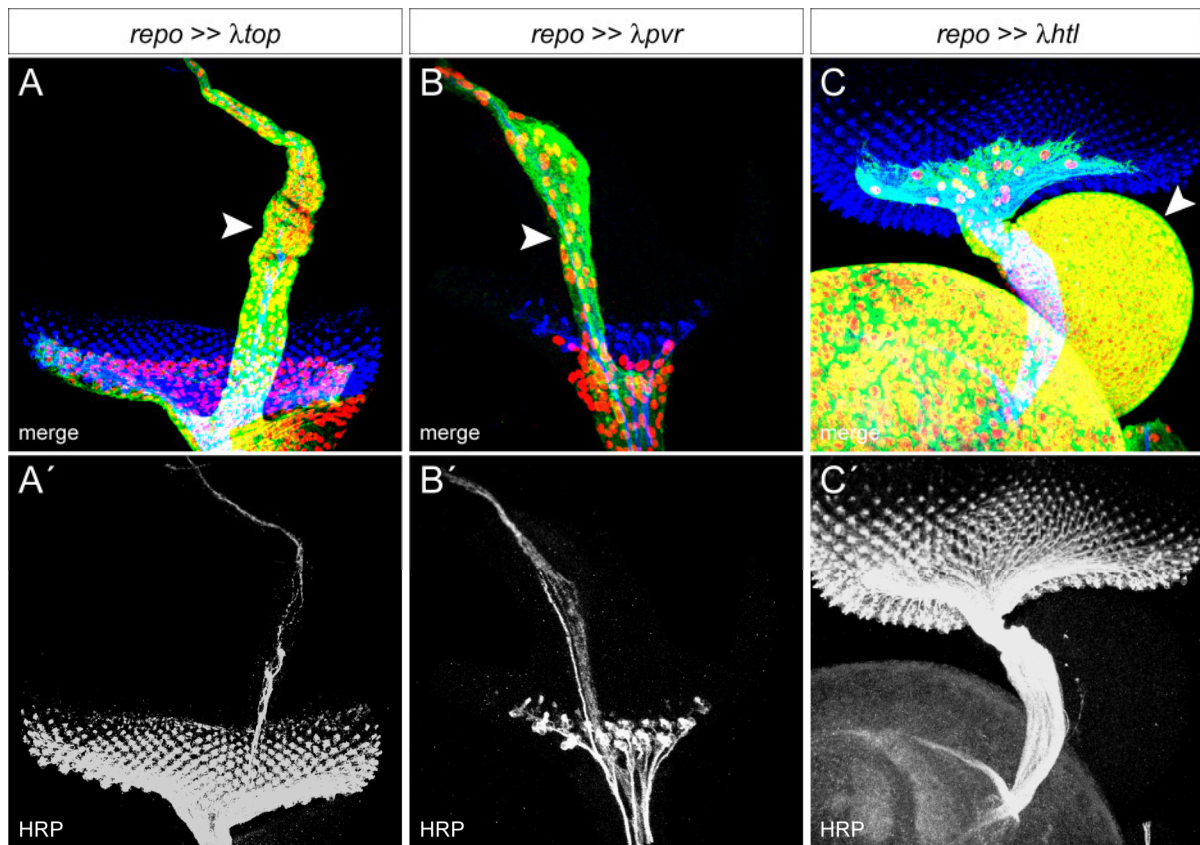 repo >> λtop
repo >> λpvr
repo >> λhtl
A
B
C
merge
merge
merge
A´
B´
C´
HRP
HRP
HRP